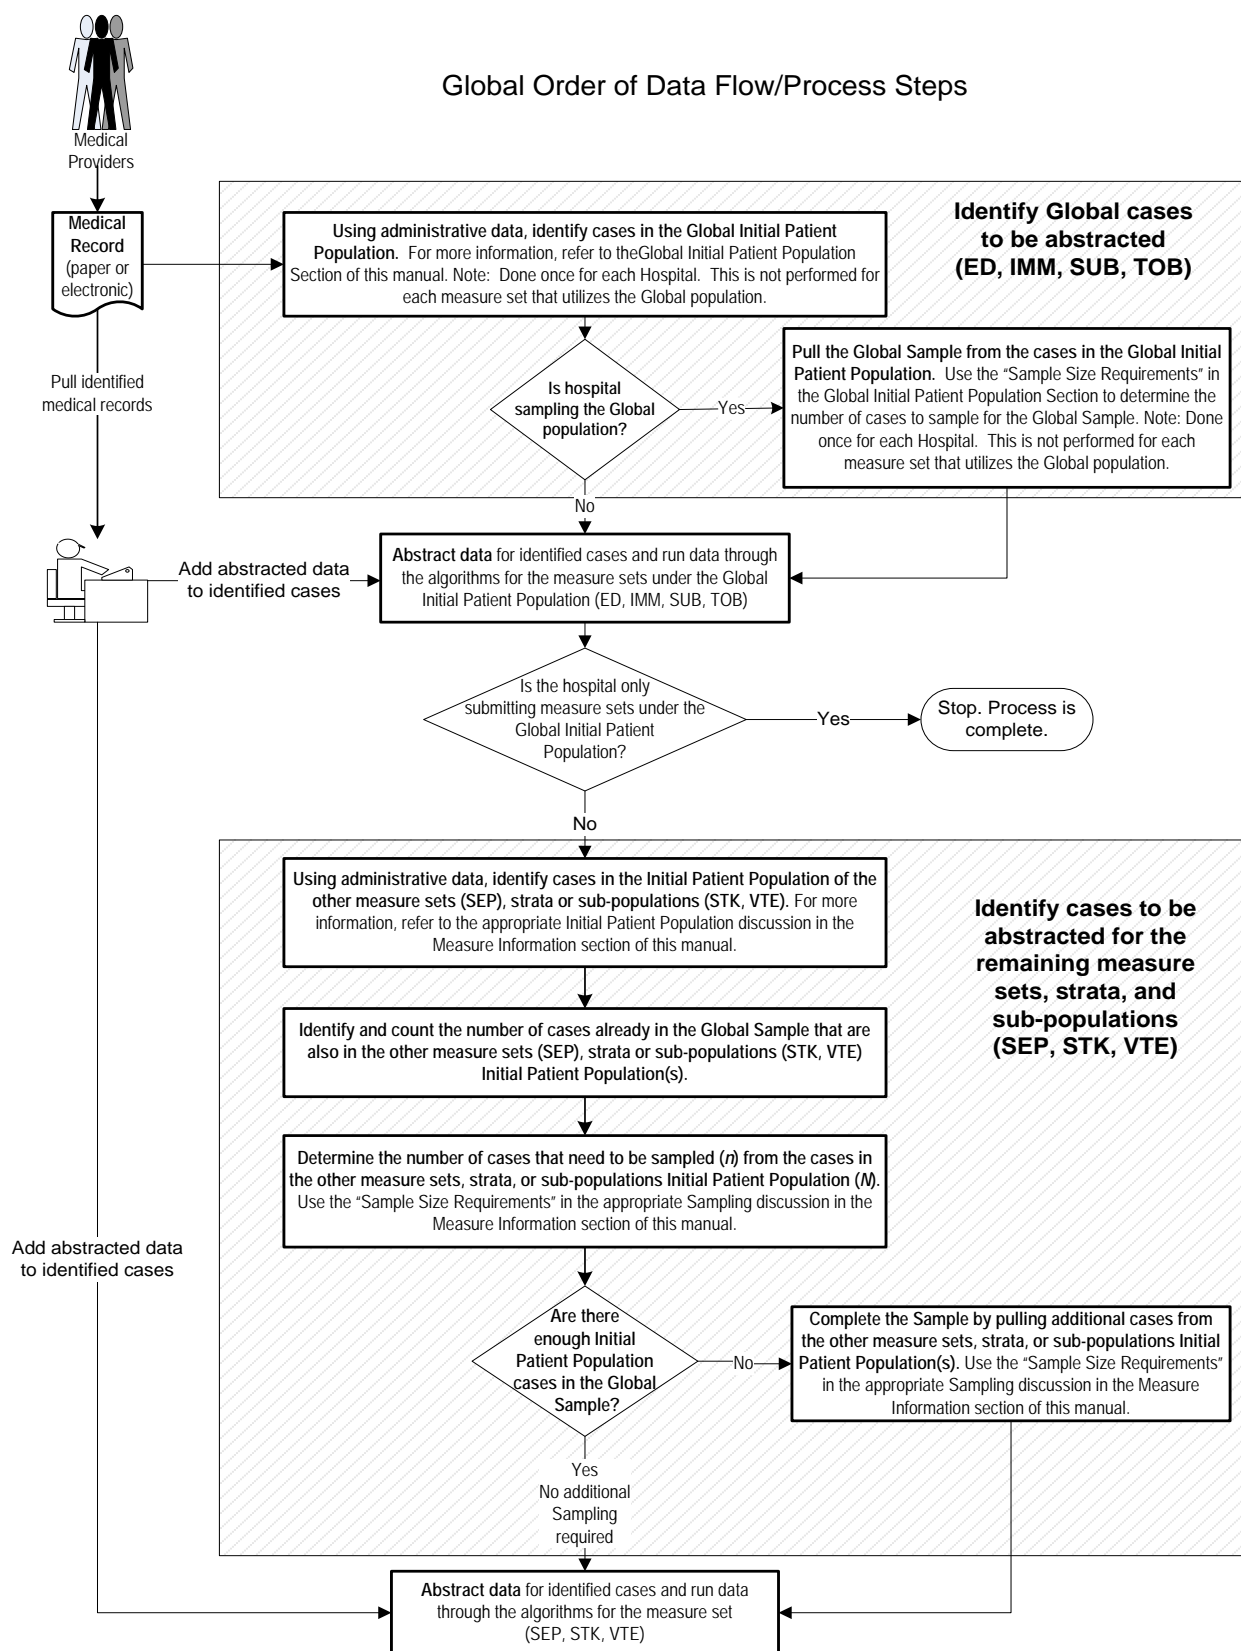 Global Order of Data Flow/Process Steps
Medical
Providers
Medical
Record
(paper or
electronic)
Using administrative data, identify cases in the Global Initial Patient
Population. For more information, refer to theGlobal Initial Patient Population
Section of this manual. Note: Done once for each Hospital. This is not performed for
each measure set that utilizes the Global population.
Identify Global cases
to be abstracted
(ED, IMM, SUB, TOB)
Pull identified
medical records
Is hospital
sampling the Global
population?
Yes
Pull the Global Sample from the cases in the Global Initial
Patient Population. Use the "Sample Size Requirements" in
the Global Initial Patient Population Section to determine the
number of cases to sample for the Global Sample. Note: Done
once for each Hospital. This is not performed for each
measure set that utilizes the Global population.
No
Add abstracted data
to identified cases
Abstract data for identified cases and run data through
the algorithms for the measure sets under the Global
Initial Patient Population (ED, IMM, SUB, TOB)
Is the hospital only
submitting measure sets under the
Global Initial Patient
Population?
Yes
Stop. Process is
complete.
No
Using administrative data, identify cases in the Initial Patient Population of the
other measure sets (SEP), strata or sub-populations (STK, VTE). For more
information, refer to the appropriate Initial Patient Population discussion in the
Measure Information section of this manual.
Identify cases to be
abstracted for the
remaining measure
sets, strata, and
sub-populations
(SEP, STK, VTE)
Identify and count the number of cases already in the Global Sample that are
also in the other measure sets (SEP), strata or sub-populations (STK, VTE)
Initial Patient Population(s).
Determine the number of cases that need to be sampled (n) from the cases in
the other measure sets, strata, or sub-populations Initial Patient Population (N).
Use the "Sample Size Requirements" in the appropriate Sampling discussion in the
Measure Information section of this manual.
Add abstracted data
to identified cases
Are there
enough Initial
Patient Population
cases in the Global
Sample?
No
Complete the Sample by pulling additional cases from
the other measure sets, strata, or sub-populations Initial
Patient Population(s). Use the "Sample Size Requirements"
in the appropriate Sampling discussion in the Measure
Information section of this manual.
Yes
No additional
Sampling
required
Abstract data for identified cases and run data
through the algorithms for the measure set
(SEP, STK, VTE)